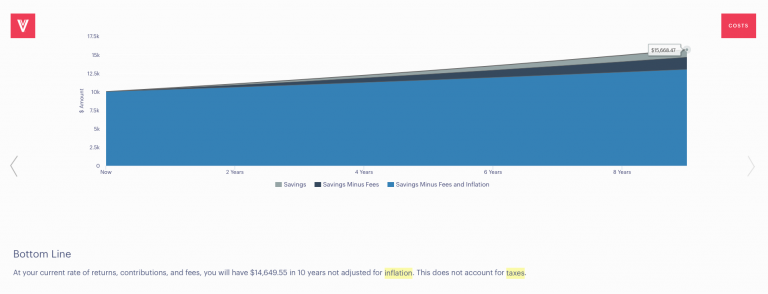 COSTS
17.5k
15k
12.5k
10k
7.5k
5k
2.5k
0
$ Amount
$15,668.47
Now
2 Years
4 Years
6 Years
8 Years
Savings
Savings Minus Fees
Savings Minus Fees and Inflation
Bottom Line
At your current rate of returns, contributions, and fees, you will have $14,649.55 in 10 years not adjusted for inflation. This does not account for taxes.